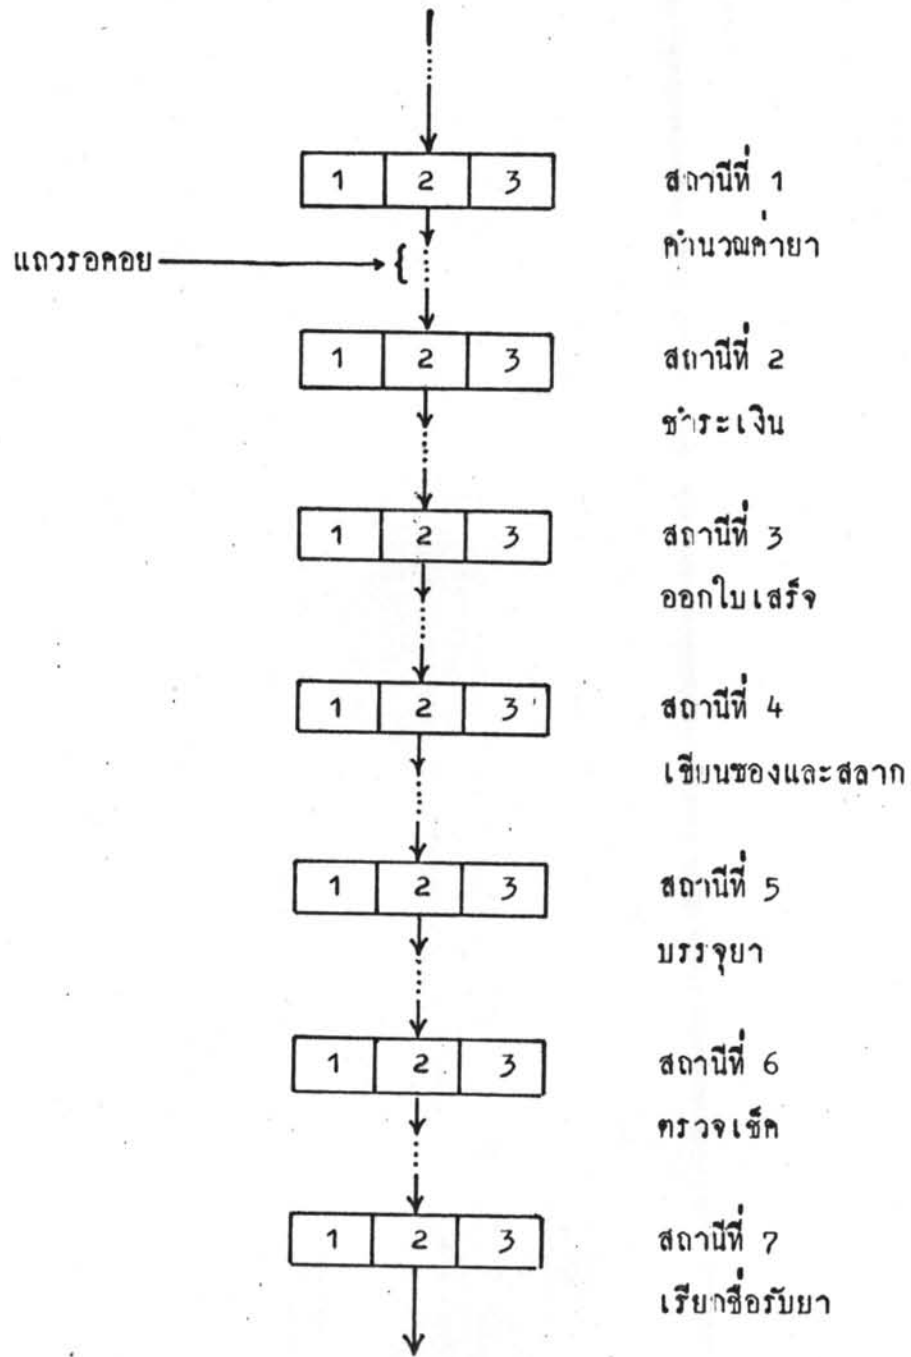 1 2 3 สถานีที่ 1
คำนวณค่ายา
แถวรอคอย
1 2 3 สถานีที่ 2
ชำระเงิน
1 2 3 สถานีที่ 3
ออกใบเสร็จ
1 2 3 สถานีที่ 4
เขียนซองและสลาก
1 2 3 สถานีที่ 5
บรรจุยา
1 2 3 สถานีที่ 6
ตรวจเช็ค
1 2 3 สถานีที่ 7
เรียกชื่อรับยา